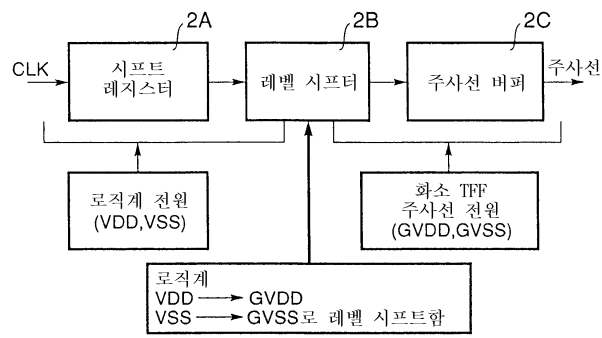 2A
2B
2C
CLK
시프트
레지스터
레벨 시프터
주사선 버퍼
주사선
로직계 전원
(VDD,VSS)
화소 TFF
주사선 전원
(GVDD,GVSS)
로직계
VDD → GVDD
VSS → GVSS로 레벨 시프트함